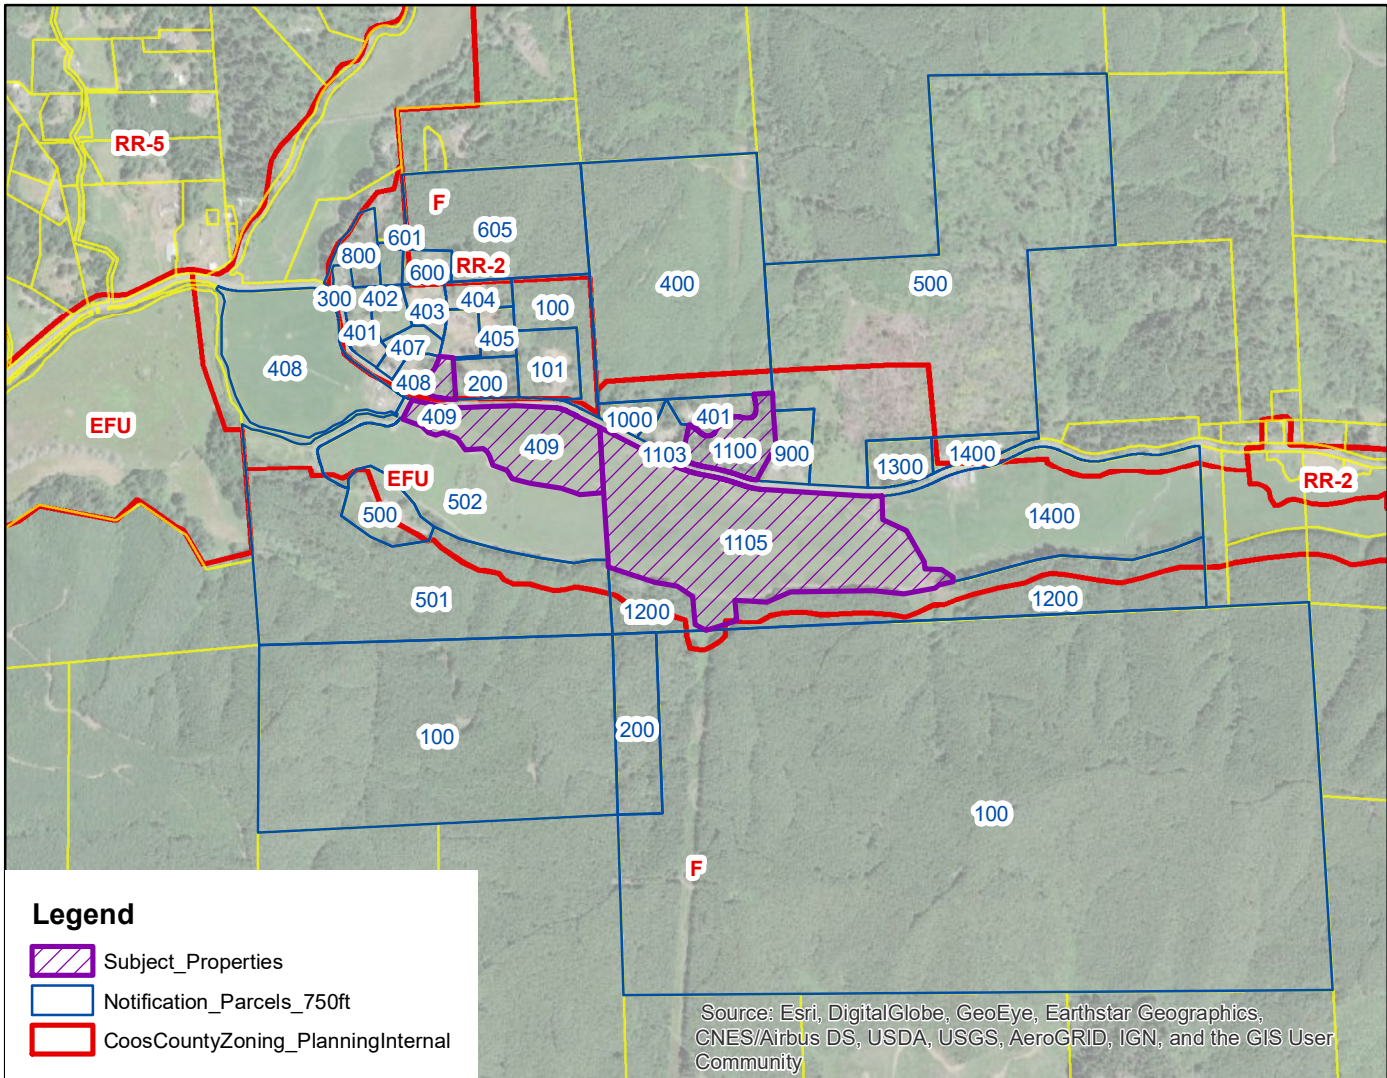 RR-5
F
601
605
800
600
RR-2
400
500
300
402
403
404
100
401
407
405
408
408
200
101
409
1000
401
EFU
409
1103
1100
900
1300
1400
EFU
RR-2
500
502
1400
1105
501
1200
1200
100
200
100
F
Legend
Subject_Properties
Notification_Parcels_750ft
CoosCountyZoning_PlanningInternal
Source: Esri, DigitalGlobe, GeoEye, Earthstar Geographics,
CNES/Airbus DS, USDA, USGS, AeroGRID, IGN, and the GIS User
Community